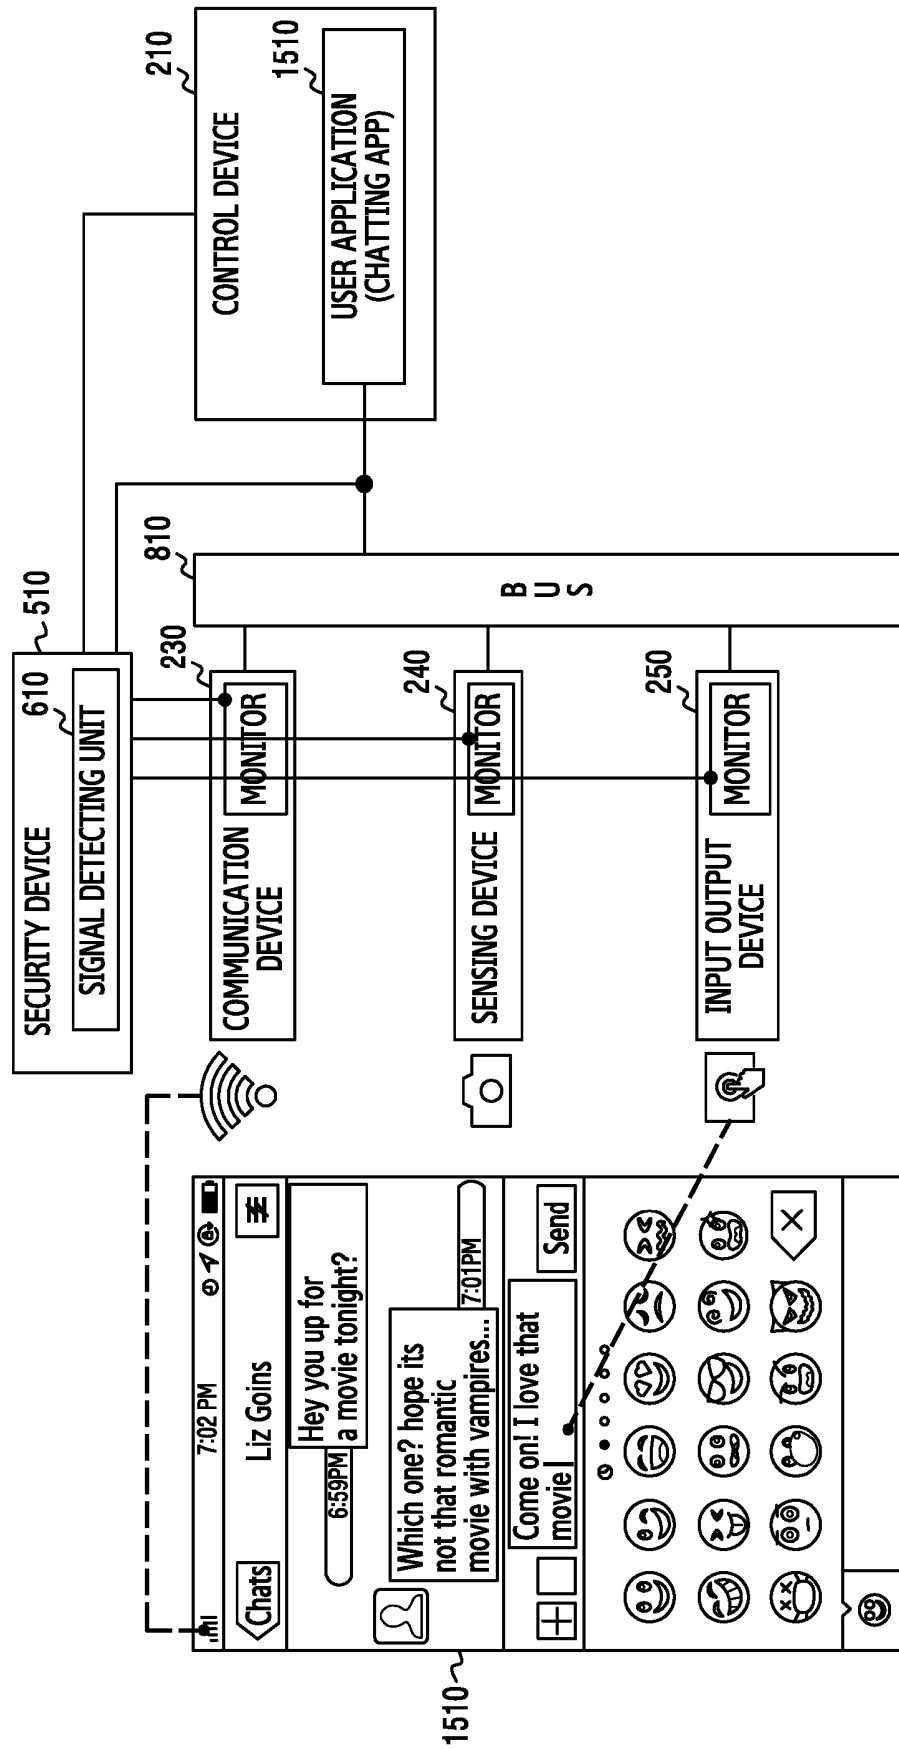 SECURITY DEVICE
510
SIGNAL DETECTING UNIT
610
CONTROL DEVICE
210
USER APPLICATION
(CHATTING APP)
1510
810
BUS
COMMUNICATION
DEVICE
MONITOR
230
SENSING DEVICE
MONITOR
240
INPUT OUTPUT
DEVICE
MONITOR
250
1510
7:02 PM
Chats
Liz Goins
6:59PM
Hey you up for
a movie tonight?
Which one? hope its
not that romantic
movie with vampires...
7:01PM
Come on! I love that
movie
Send